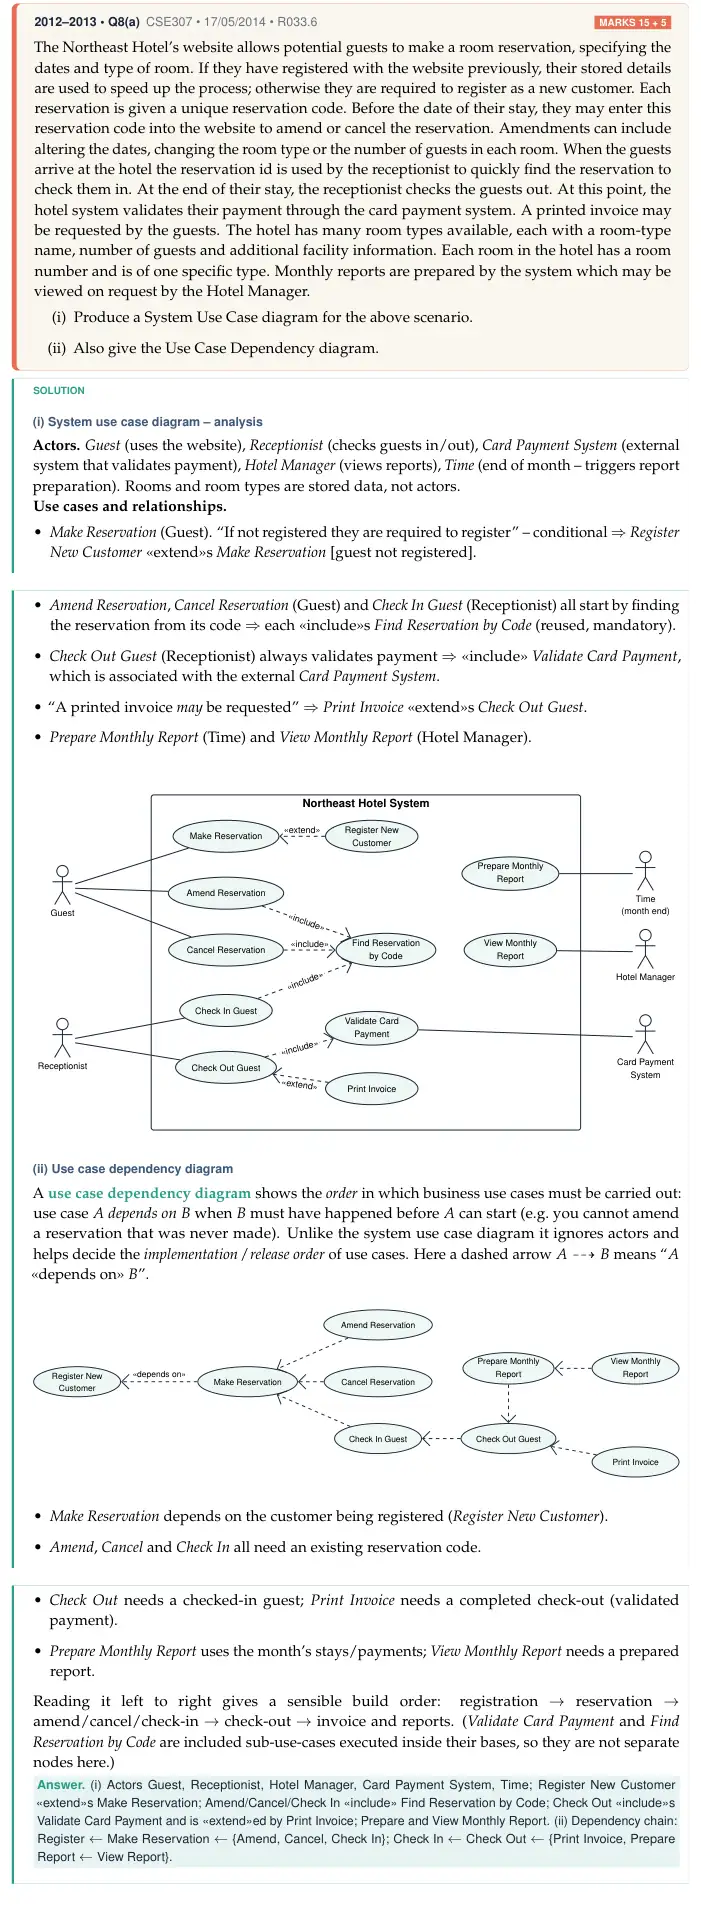 2012–2013 • Q8(a) CSE307 • 17/05/2014 • R033.6
MARKS 15 + 5
The Northeast Hotel's website allows potential guests to make a room reservation, specifying the
dates and type of room. If they have registered with the website previously, their stored details
are used to speed up the process; otherwise they are required to register as a new customer. Each
reservation is given a unique reservation code. Before the date of their stay, they may enter this
reservation code into the website to amend or cancel the reservation. Amendments can include
altering the dates, changing the room type or the number of guests in each room. When the guests
arrive at the hotel the reservation id is used by the receptionist to quickly find the reservation to
check them in. At the end of their stay, the receptionist checks the guests out. At this point, the
hotel system validates their payment through the card payment system. A printed invoice may
be requested by the guests. The hotel has many room types available, each with a room-type
name, number of guests and additional facility information. Each room in the hotel has a room
number and is of one specific type. Monthly reports are prepared by the system which may be
viewed on request by the Hotel Manager.
(i) Produce a System Use Case diagram for the above scenario.
(ii) Also give the Use Case Dependency diagram.
SOLUTION
(i) System use case diagram – analysis
Actors. Guest (uses the website), Receptionist (checks guests in/out), Card Payment System (external
system that validates payment), Hotel Manager (views reports), Time (end of month – triggers report
preparation). Rooms and room types are stored data, not actors.
Use cases and relationships.
• Make Reservation (Guest). "If not registered they are required to register" – conditional ⇒ Register
New Customer «extend»s Make Reservation [guest not registered].
• Amend Reservation, Cancel Reservation (Guest) and Check In Guest (Receptionist) all start by finding
the reservation from its code ⇒ each «include»s Find Reservation by Code (reused, mandatory).
• Check Out Guest (Receptionist) always validates payment ⇒ «include» Validate Card Payment,
which is associated with the external Card Payment System.
• "A printed invoice may be requested" ⇒ Print Invoice «extend»s Check Out Guest.
• Prepare Monthly Report (Time) and View Monthly Report (Hotel Manager).
Northeast Hotel System
Make Reservation
«extend»
Register New
Customer
Prepare Monthly
Report
Time
(month end)
Guest
Amend Reservation
«include»
Cancel Reservation
«include»
Find Reservation
by Code
View Monthly
Report
Hotel Manager
«include»
Check In Guest
Validate Card
Payment
Receptionist
Check Out Guest
«include»
«extend»
Print Invoice
Card Payment
System
(ii) Use case dependency diagram
A use case dependency diagram shows the order in which business use cases must be carried out:
use case A depends on B when B must have happened before A can start (e.g. you cannot amend
a reservation that was never made). Unlike the system use case diagram it ignores actors and
helps decide the implementation / release order of use cases. Here a dashed arrow A ⇢ B means "A
«depends on» B".
Amend Reservation
Register New
Customer
«depends on»
Make Reservation
Cancel Reservation
Prepare Monthly
Report
View Monthly
Report
Check In Guest
Check Out Guest
Print Invoice
• Make Reservation depends on the customer being registered (Register New Customer).
• Amend, Cancel and Check In all need an existing reservation code.
• Check Out needs a checked-in guest; Print Invoice needs a completed check-out (validated
payment).
• Prepare Monthly Report uses the month's stays/payments; View Monthly Report needs a prepared
report.
Reading it left to right gives a sensible build order: registration → reservation →
amend/cancel/check-in → check-out → invoice and reports. (Validate Card Payment and Find
Reservation by Code are included sub-use-cases executed inside their bases, so they are not separate
nodes here.)
Answer. (i) Actors Guest, Receptionist, Hotel Manager, Card Payment System, Time; Register New Customer
«extend»s Make Reservation; Amend/Cancel/Check In «include» Find Reservation by Code; Check Out «include»s
Validate Card Payment and is «extend»ed by Print Invoice; Prepare and View Monthly Report. (ii) Dependency chain:
Register ← Make Reservation ← {Amend, Cancel, Check In}; Check In ← Check Out ← {Print Invoice, Prepare
Report ← View Report}.